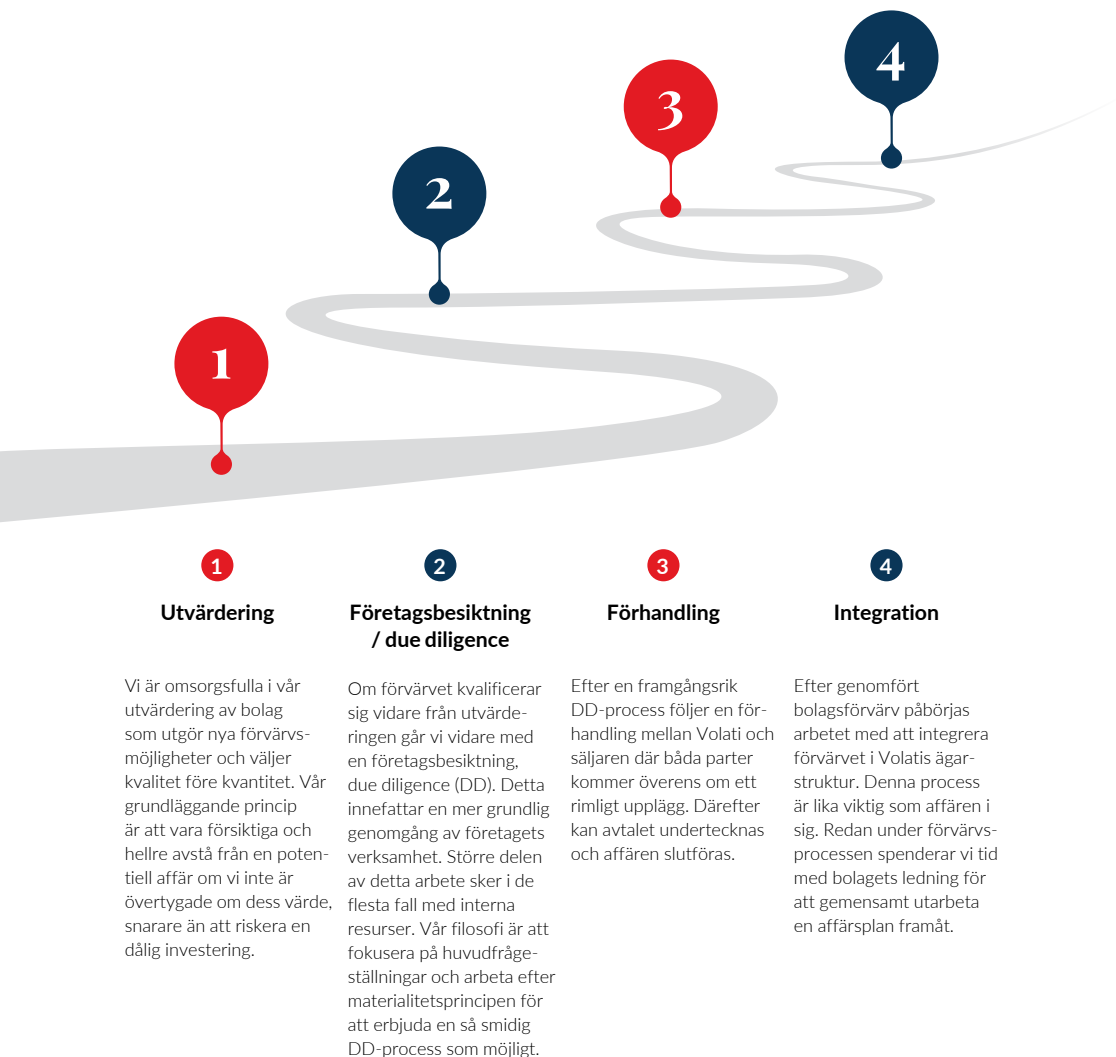 4
3
2
1
1
Utvärdering
Vi är omsorgsfulla i vår
utvärdering av bolag
som utgör nya förvärvs-
möjligheter och väljer
kvalitet före kvantitet. Vår
grundläggande princip
är att vara försiktiga och
hellre avstå från en poten-
tiell affär om vi inte är
övertygade om dess värde,
snarare än att riskera en
dålig investering.
2
Företagsbesiktning
/ due diligence
Om förvärvet kvalificerar
sig vidare från utvärde-
ringen går vi vidare med
en företagsbesiktning,
due diligence (DD). Detta
innefattar en mer grundlig
genomgång av företagets
verksamhet. Större delen
av detta arbete sker i de
flesta fall med interna
resurser. Vår filosofi är att
fokusera på huvudfråge-
ställningar och arbeta efter
materialitetsprincipen för
att erbjuda en så smidig
DD-process som möjligt.
3
Förhandling
Efter en framgångsrik
DD-process följer en för-
handling mellan Volati och
säljaren där båda parter
kommer överens om ett
rimligt upplägg. Därefter
kan avtalet undertecknas
och affären slutföras.
4
Integration
Efter genomfört
bolagsförvärv påbörjas
arbetet med att integrera
förvärvet i Volatis ägar-
struktur. Denna process
är lika viktig som affären i
sig. Redan under förvärvs-
processen spenderar vi tid
med bolagets ledning för
att gemensamt utarbeta
en affärsplan framåt.